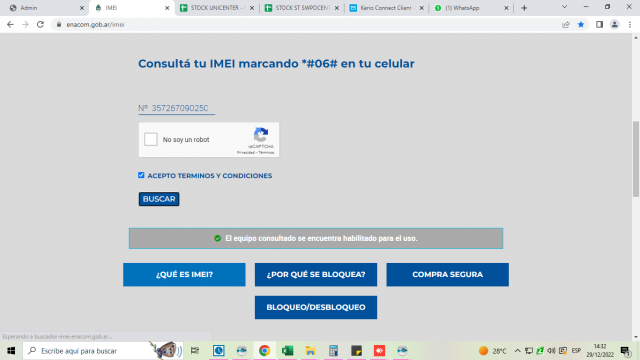 Admin
IMEI
STOCK UNICENTER -
STOCK ST SWPOCENT
Kerio Connect Client
(1) WhatsApp
enacom.gob.ar/imei
Consultá tu IMEI marcando *#06# en tu celular
Nº 35726709025C
No soy un robot
reCAPTCHA
Privacidad - Términos
ACEPTO TERMINOS Y CONDICIONES
BUSCAR
El equipo consultado se encuentra habilitado para el uso.
¿QUÉ ES IMEI?
¿POR QUÉ SE BLOQUEA?
COMPRA SEGURA
BLOQUEO/DESBLOQUEO
Esperando a buscador-imei.enacom.gob.ar...
Escribe aquí para buscar
28°C
ESP
14:32
29/12/2022